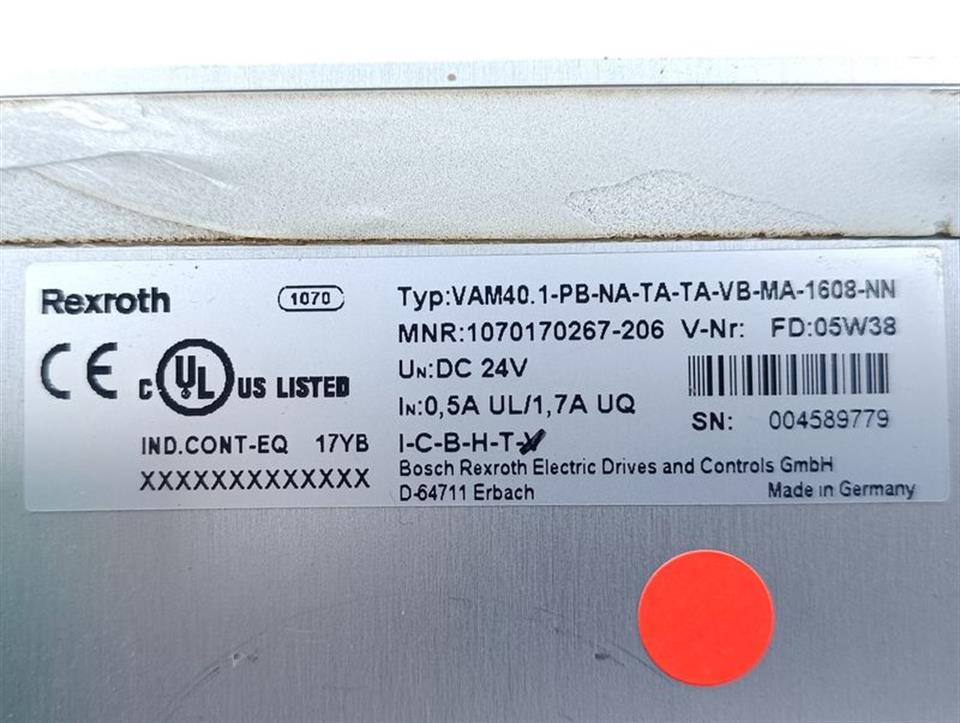 Rexroth 1070
Typ:VAM40.1-PB-NA-TA-TA-VB-MA-1608-NN
MNR:1070170267-206 V-Nr: FD:05W38
CE C UL US LISTED
UN:DC 24V
IN:0,5A UL/1,7A UQ
SN: 004589779
IND.CONT-EQ 17YB
I-C-B-H-T-
XXXXXXXXXXXXX
Bosch Rexroth Electric Drives and Controls GmbH
D-64711 Erbach Made in Germany